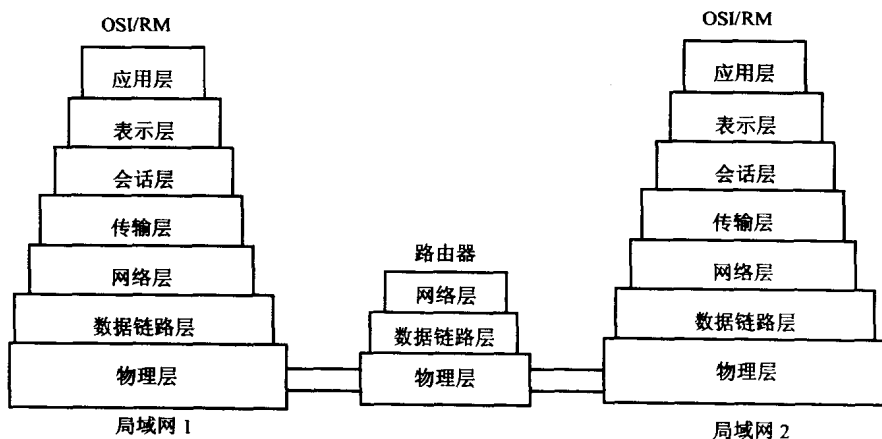 OSI/RM
应用层
表示层
会话层
传输层
网络层
数据链路层
物理层
局域网 1
路由器
网络层
数据链路层
物理层
OSI/RM
应用层
表示层
会话层
传输层
网络层
数据链路层
物理层
局域网 2